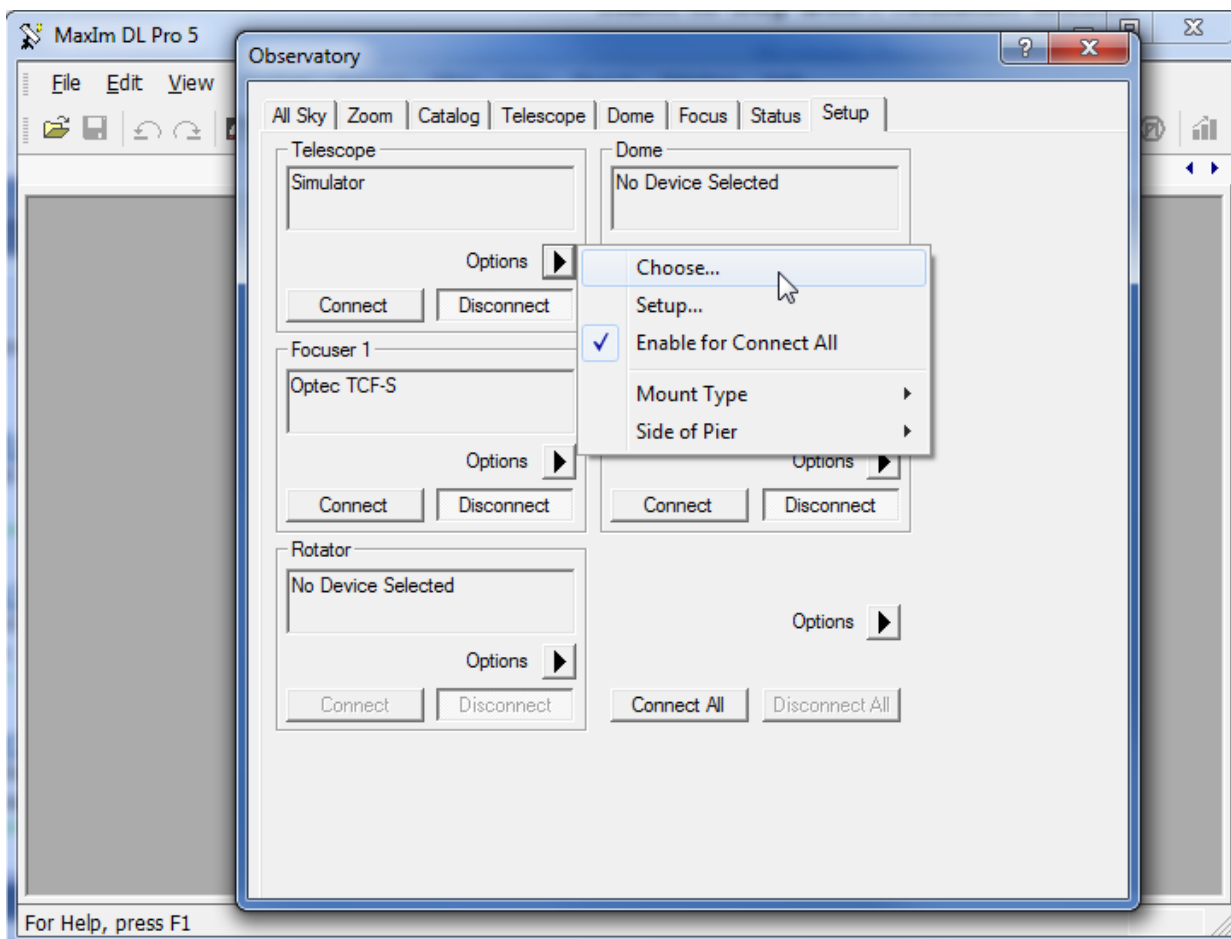 MaxIm DL Pro 5
Observatory
File Edit View
All Sky Zoom Catalog Telescope Dome Focus Status Setup
Telescope
Simulator
Options
Connect Disconnect
Dome
No Device Selected
Choose...
Setup...
Enable for Connect All
Mount Type
Side of Pier
Focuser 1
Optec TCF-S
Options
Connect Disconnect
Options
Connect Disconnect
Rotator
No Device Selected
Options
Connect Disconnect
Options
Connect All Disconnect All
For Help, press F1